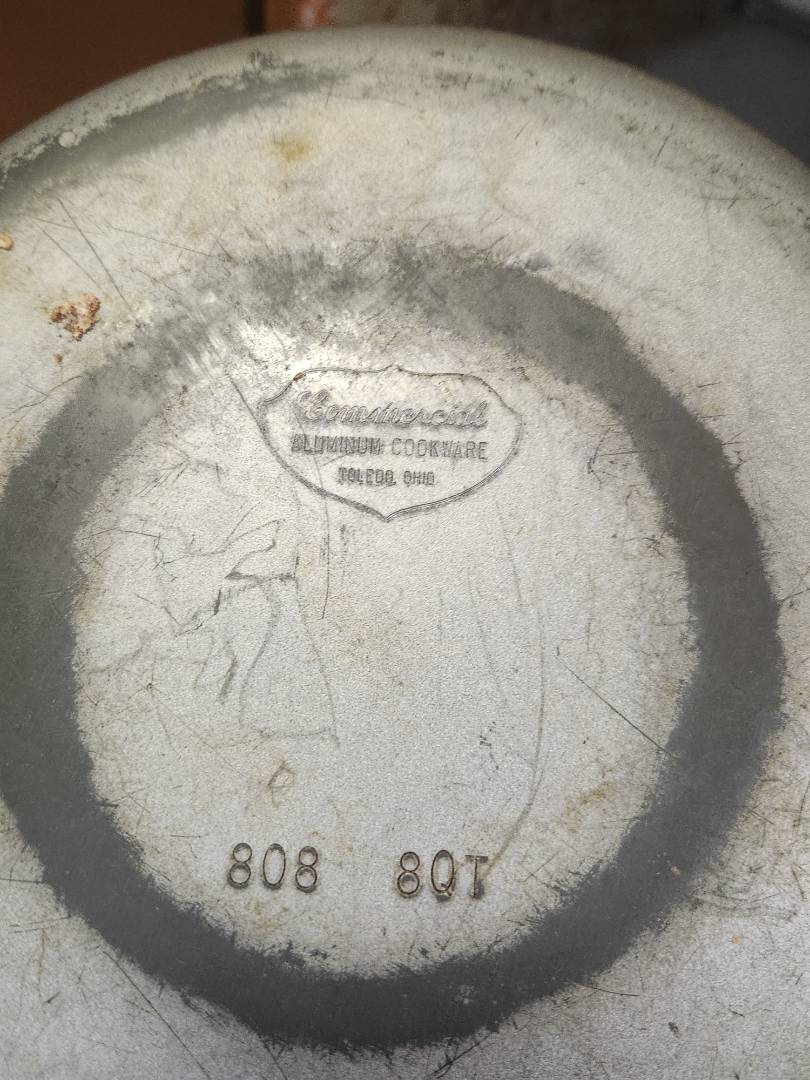 Commercial
ALUMINUM COOKWARE
TOLEDO, OHIO
808 8QT